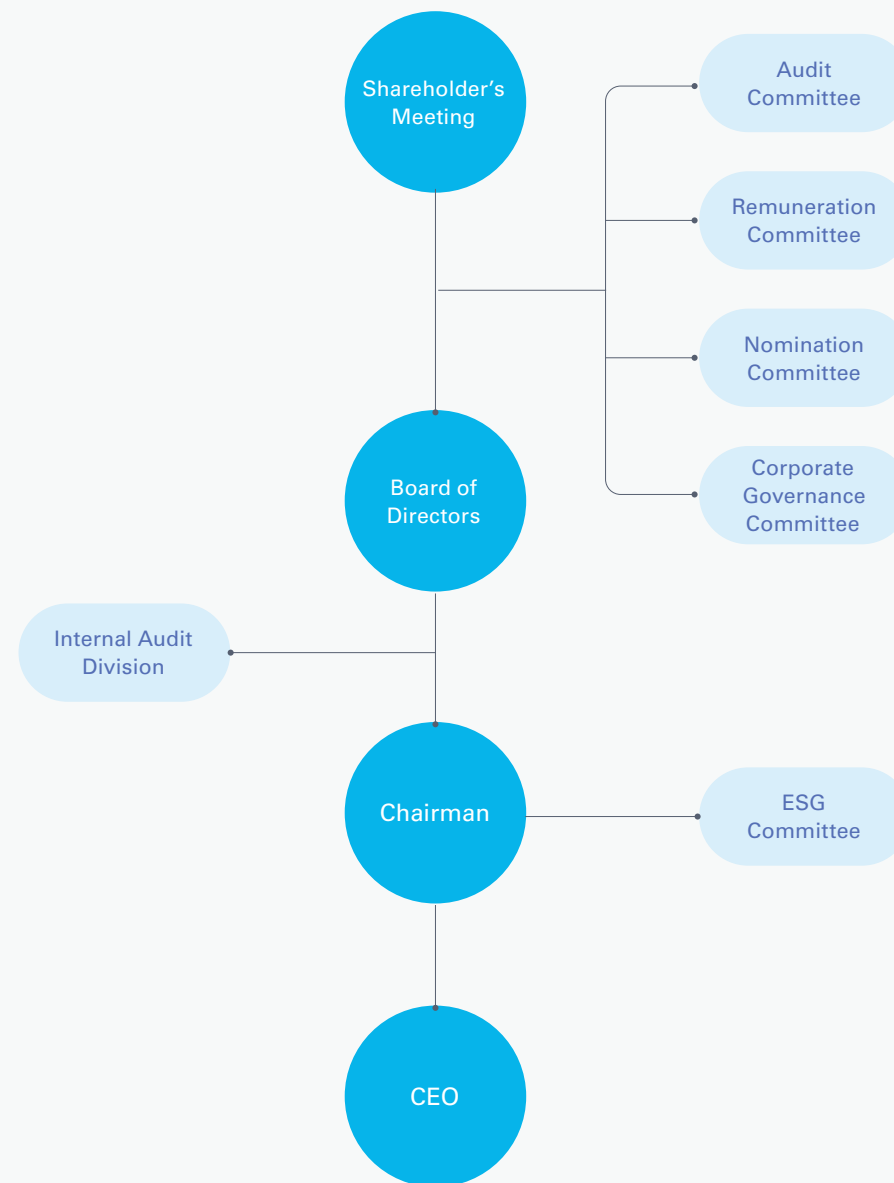 Shareholder’s
Meeting
Audit
Committee
Remuneration
Committee
Nomination
Committee
Corporate
Governance
Committee
Board of
Directors
Internal Audit
Division
Chairman
ESG
Committee
CEO